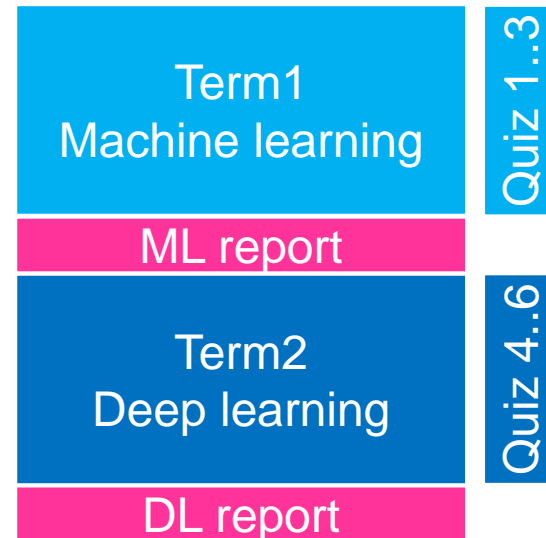 Term1
Machine learning
Quiz 1..3
ML report
Term2
Deep learning
Quiz 4..6
DL report